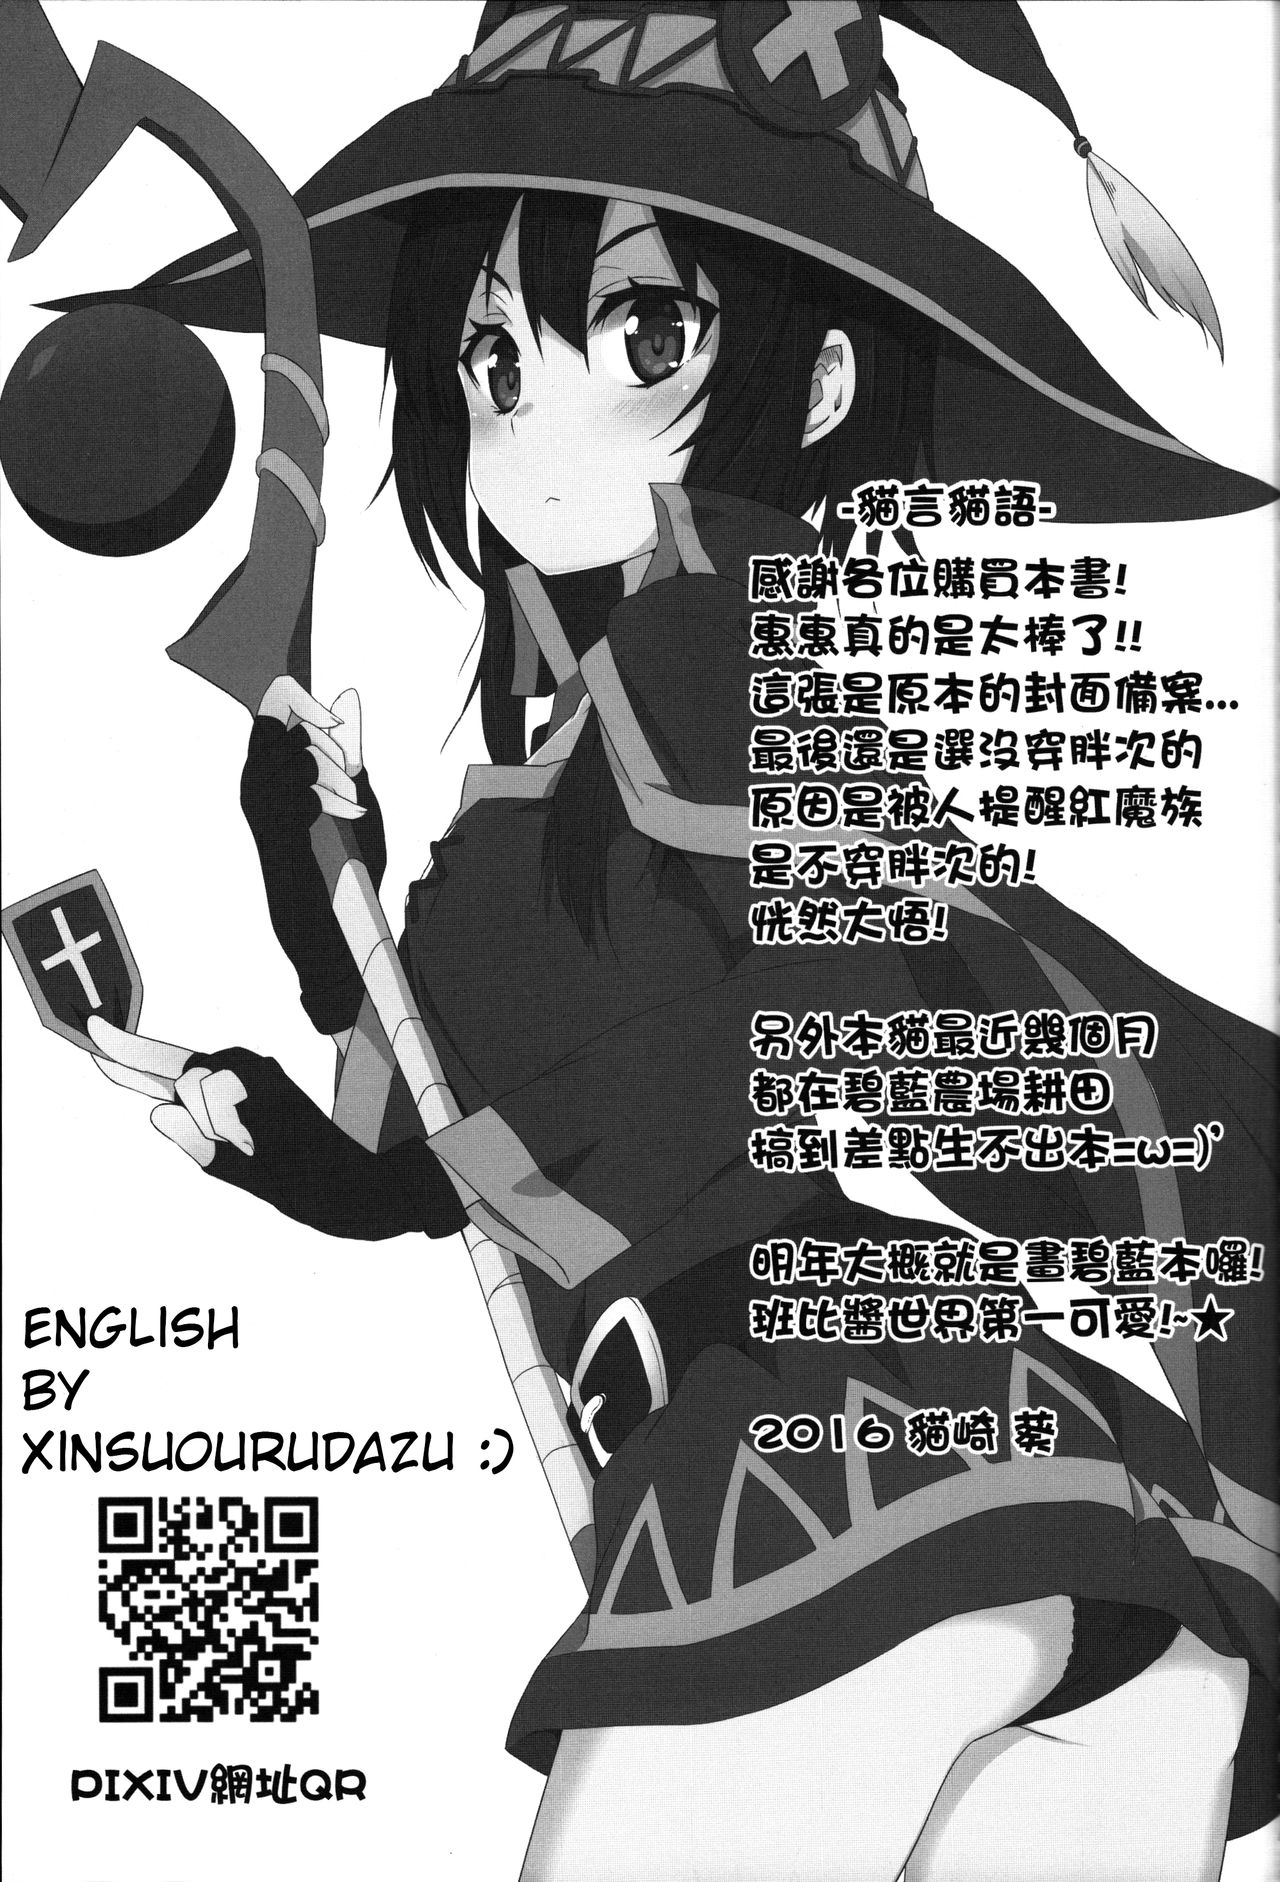 -貓言貓語-
感謝各位購買本書!
惠惠真的是太棒了!!
這張是原本的封面備案...
最後還是選沒穿胖次的
原因是被人提醒紅魔族
是不穿胖次的!
恍然大悟!
另外本貓最近幾個月
都在碧藍農場耕田
搞到差點生不出本=ω=)'
明年大概就是畫碧藍本囉!
班比醬世界第一可愛!~★
2016 貓崎 葵
ENGLISH
BY
XINSUOURUDAZU :)
PIXIV網址QR